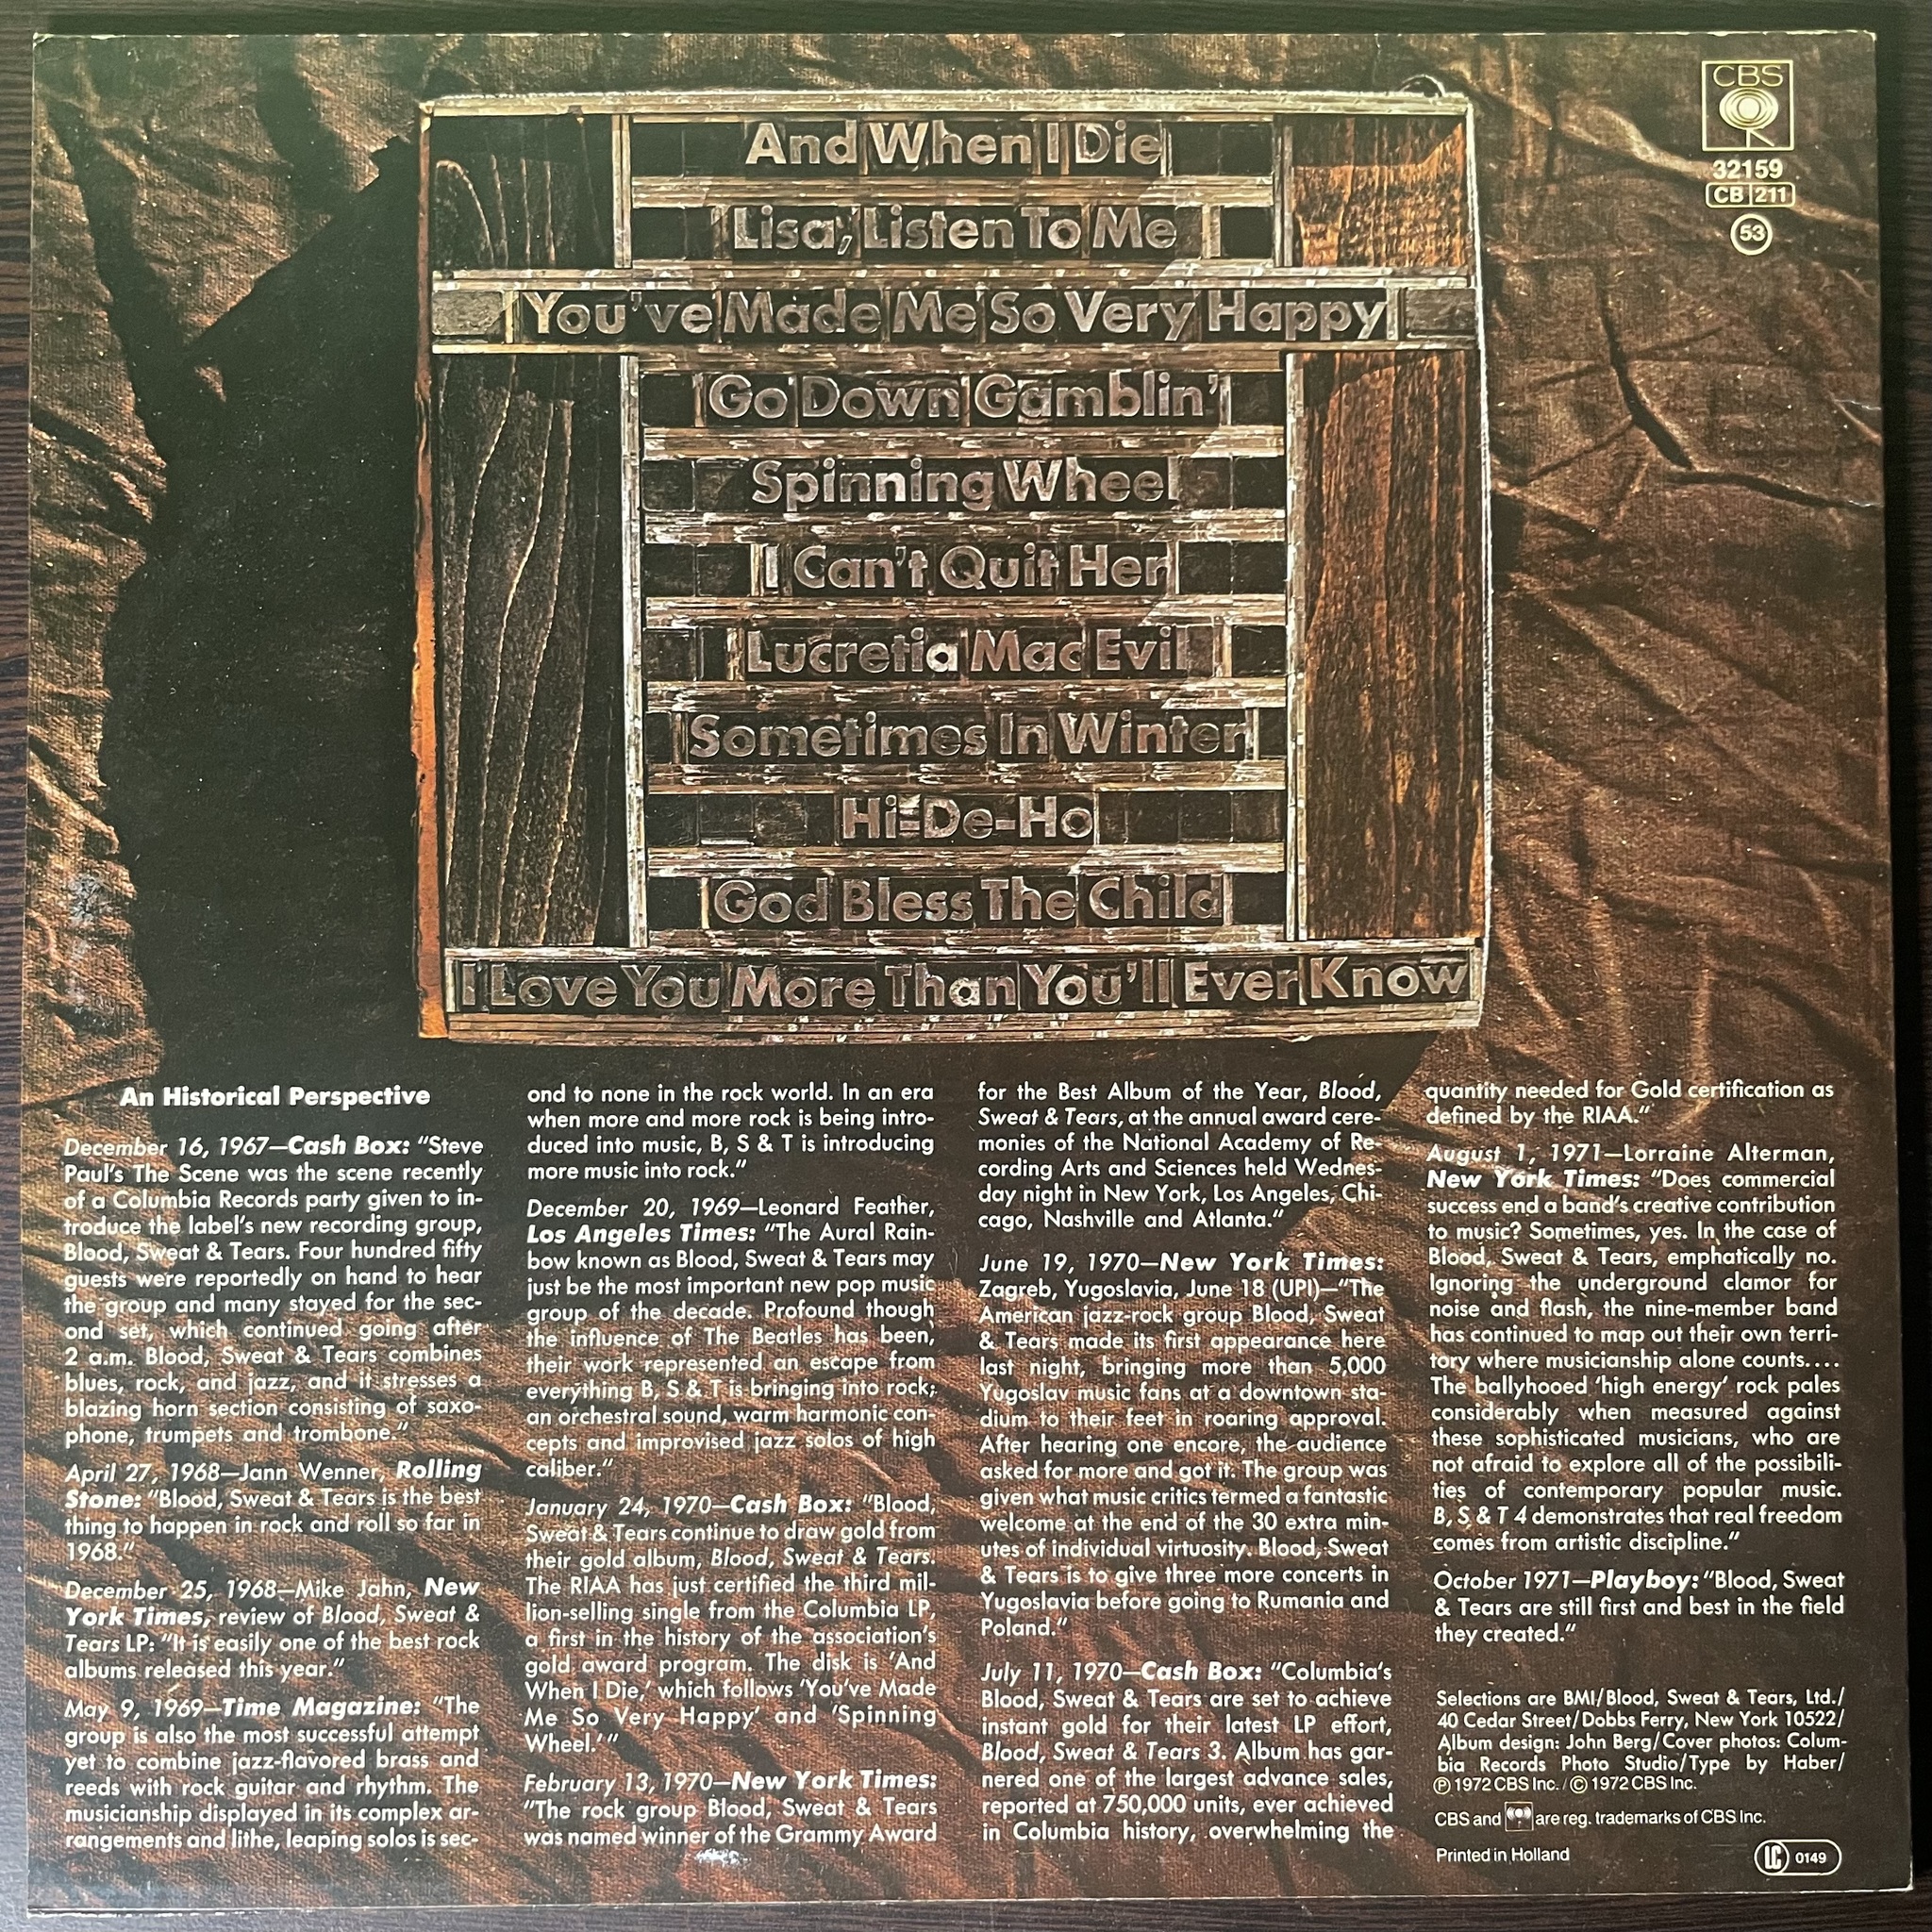 CBS
32159
CB 211
53
And When I Die
Lisa, Listen To Me
You've Made Me So Very Happy
Go Down Gamblin'
Spinning Wheel
I Can't Quit Her
Lucretia Mac Evil
Sometimes In Winter
Hi-De-Ho
God Bless The Child
I Love You More Than You'll Ever Know
An Historical Perspective
December 16, 1967—Cash Box: “Steve
Paul's The Scene was the scene recently
of a Columbia Records party given to in-
troduce the label's new recording group,
Blood, Sweat & Tears. Four hundred fifty
guests were reportedly on hand to hear
the group and many stayed for the sec-
ond set, which continued going after
2 a.m. Blood, Sweat & Tears combines
blues, rock, and jazz, and it stresses a
blazing horn section consisting of saxo-
phone, trumpets and trombone.“
April 27, 1968—Jann Wenner, Rolling
Stone: “Blood, Sweat & Tears is the best
thing to happen in rock and roll so far in
1968.“
December 25, 1968—Mike Jahn, New
York Times, review of Blood, Sweat &
Tears LP: “It is easily one of the best rock
albums released this year.“
May 9, 1969—Time Magazine: “The
group is also the most successful attempt
yet to combine jazz-flavored brass and
reeds with rock guitar and rhythm. The
musicianship displayed in its complex ar-
rangements and lithe, leaping solos is sec-
ond to none in the rock world. In an era
when more and more rock is being intro-
duced into music, B, S & T is introducing
more music into rock.“
December 20, 1969—Leonard Feather,
Los Angeles Times: “The Aural Rain-
bow known as Blood, Sweat & Tears may
just be the most important new pop music
group of the decade. Profound though
the influence of The Beatles has been,
their work represented an escape from
everything B, S & T is bringing into rock;
an orchestral sound, warm harmonic con-
cepts and improvised jazz solos of high
caliber.“
January 24, 1970—Cash Box: “Blood,
Sweat & Tears continue to draw gold from
their gold album, Blood, Sweat & Tears.
The RIAA has just certified the third mil-
lion-selling single from the Columbia LP,
a first in the history of the association's
gold award program. The disk is 'And
When I Die,' which follows 'You've Made
Me So Very Happy' and 'Spinning
Wheel.'“
February 13, 1970—New York Times:
“The rock group Blood, Sweat & Tears
was named winner of the Grammy Award
for the Best Album of the Year, Blood,
Sweat & Tears, at the annual award cere-
monies of the National Academy of Re-
cording Arts and Sciences held Wednes-
day night in New York, Los Angeles, Chi-
cago, Nashville and Atlanta.“
June 19, 1970—New York Times:
Zagreb, Yugoslavia, June 18 (UPI)—“The
American jazz-rock group Blood, Sweat
& Tears made its first appearance here
last night, bringing more than 5,000
Yugoslav music fans at a downtown sta-
dium to their feet in roaring approval.
After hearing one encore, the audience
asked for more and got it. The group was
given what music critics termed a fantastic
welcome at the end of the 30 extra min-
utes of individual virtuosity. Blood, Sweat
& Tears is to give three more concerts in
Yugoslavia before going to Rumania and
Poland.“
July 11, 1970—Cash Box: “Columbia's
Blood, Sweat & Tears are set to achieve
instant gold for their latest LP effort,
Blood, Sweat & Tears 3. Album has gar-
nered one of the largest advance sales,
reported at 750,000 units, ever achieved
in Columbia history, overwhelming the
quantity needed for Gold certification as
defined by the RIAA.“
August 1, 1971—Lorraine Alterman,
New York Times: “Does commercial
success end a band's creative contribution
to music? Sometimes, yes. In the case of
Blood, Sweat & Tears, emphatically no.
Ignoring the underground clamor for
noise and flash, the nine-member band
has continued to map out their own terri-
tory where musicianship alone counts....
The ballyhooed 'high energy' rock pales
considerably when measured against
these sophisticated musicians, who are
not afraid to explore all of the possibili-
ties of contemporary popular music.
B, S & T 4 demonstrates that real freedom
comes from artistic discipline.“
October 1971—Playboy: “Blood, Sweat
& Tears are still first and best in the field
they created.“
Selections are BMI/Blood, Sweat & Tears, Ltd./
40 Cedar Street/Dobbs Ferry, New York 10522/
Album design: John Berg/Cover photos: Colum-
bia Records Photo Studio/Type by Haber/
Ⓟ 1972 CBS Inc. / © 1972 CBS Inc.
CBS and are reg. trademarks of CBS Inc.
Printed in Holland
LC 0149